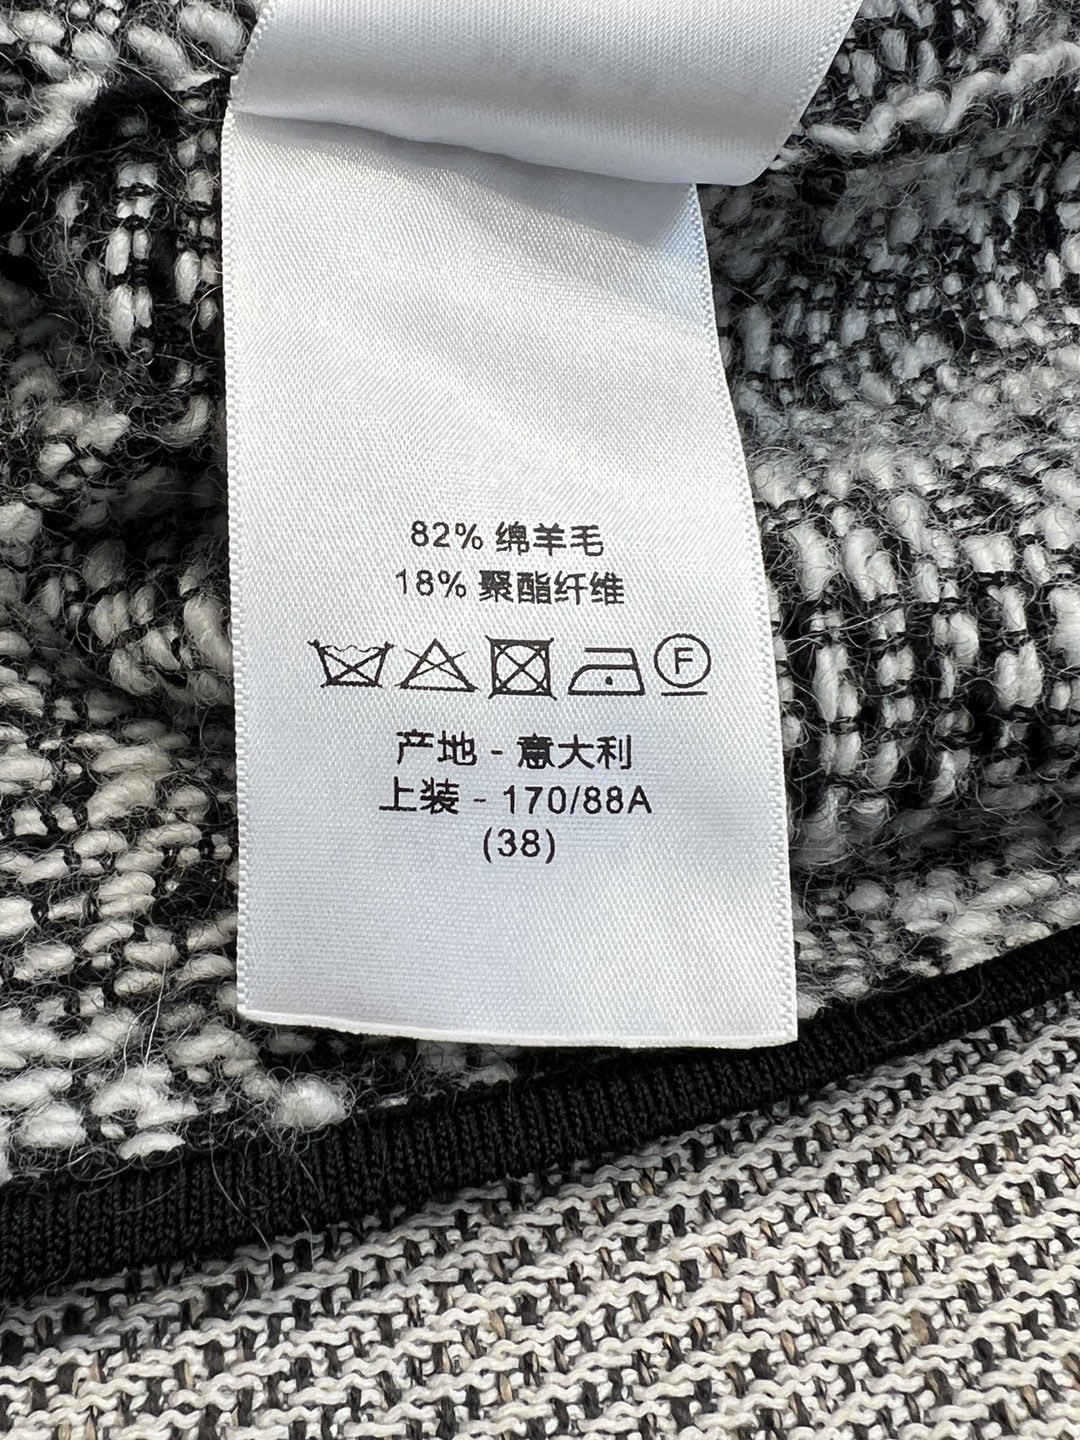 82% 绵羊毛
18% 聚酯纤维
F
产地 - 意大利
上装 - 170/88A
(38)